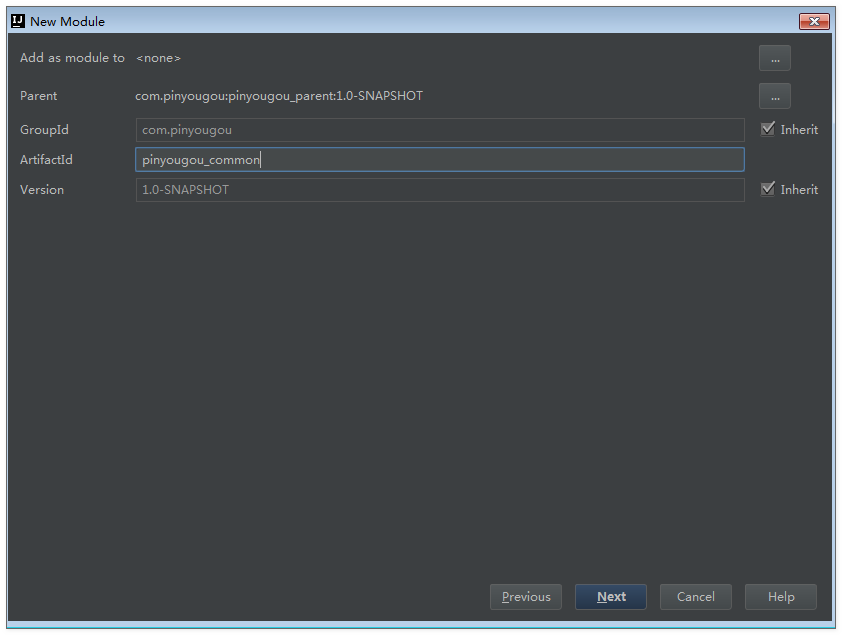 IJ New Module
Add as module to <none> ...
Parent com.pinyougou:pinyougou_parent:1.0-SNAPSHOT ...
GroupId com.pinyougou Inherit
ArtifactId pinyougou_common
Version 1.0-SNAPSHOT Inherit
Previous Next Cancel Help